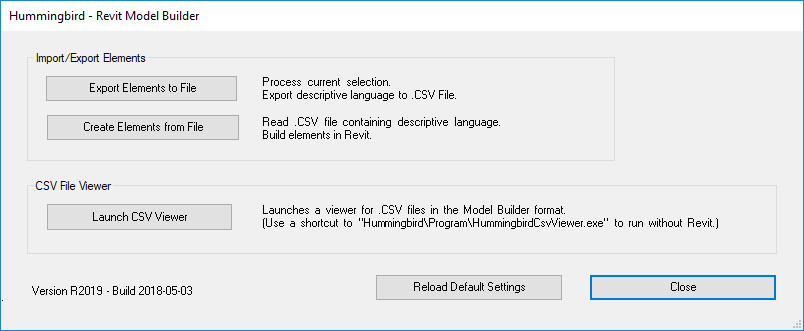 Hummingbird - Revit Model Builder
Import/Export Elements
Export Elements to File
Process current selection.
Export descriptive language to .CSV File.
Create Elements from File
Read .CSV file containing descriptive language.
Build elements in Revit.
CSV File Viewer
Launch CSV Viewer
Launches a viewer for .CSV files in the Model Builder format.
(Use a shortcut to "Hummingbird\Program\HummingbirdCsvViewer.exe" to run without Revit.)
Version R2019 - Build 2018-05-03
Reload Default Settings
Close